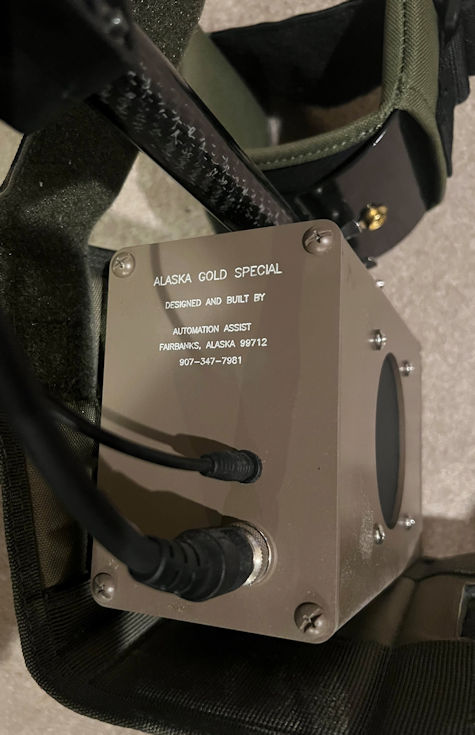 ALASKA GOLD SPECIAL
DESIGNED AND BUILT BY
AUTOMATION ASSIST
FAIRBANKS, ALASKA 99712
907-347-7981